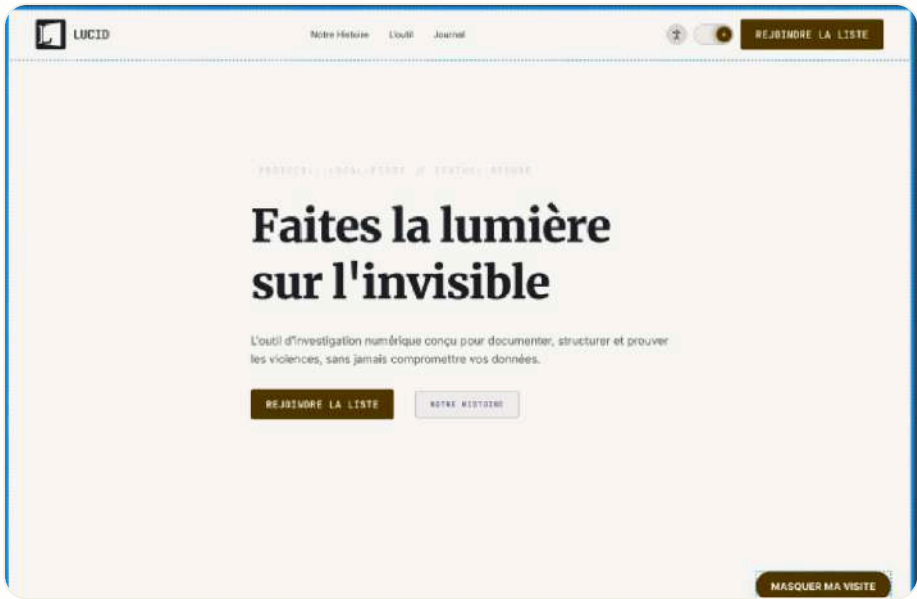 LUCID
Notre Histoire L'outil Journal
REJOINDRE LA LISTE
Faites la lumière
sur l'invisible
L'outil d'investigation numérique conçu pour documenter, structurer et prouver
les violences, sans jamais compromettre vos données.
REJOINDRE LA LISTE
NOTRE HISTOIRE
MASQUER MA VISITE